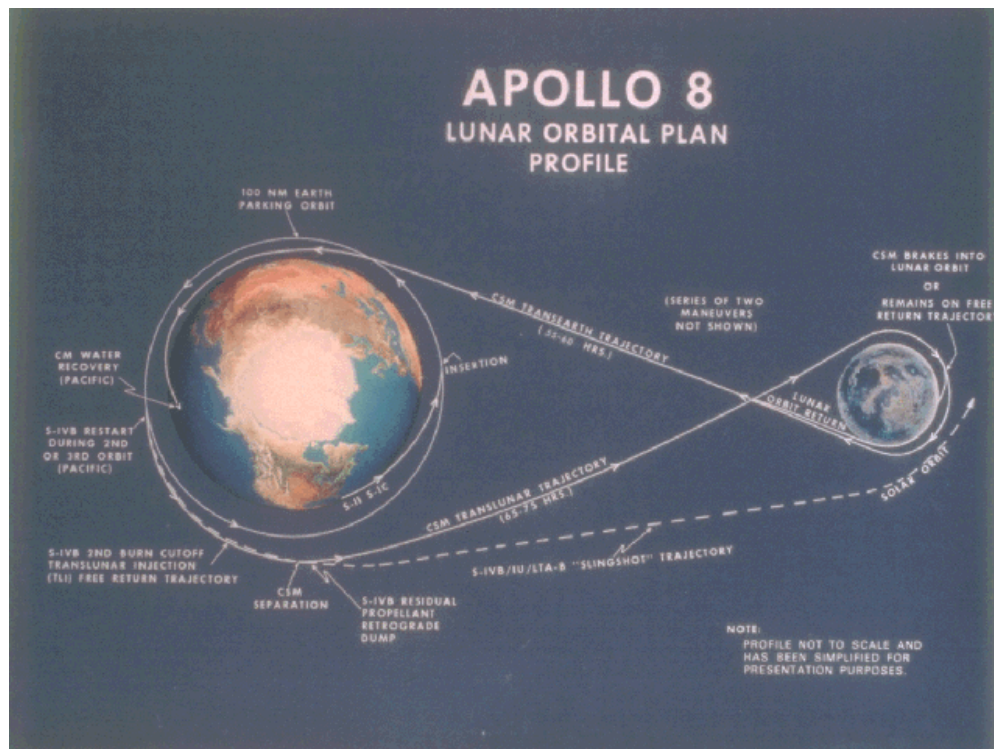 APOLLO 8
LUNAR ORBITAL PLAN
PROFILE
100 NM EARTH
PARKING ORBIT
CSM BRAKES INTO
LUNAR ORBIT
OR
REMAINS ON FREE
RETURN TRAJECTOR
(SERIES OF TWO
MANEUVERS
NOT SHOWN)
CSM TRANSEARTH TRAJECTORY
(55-60 HRS.)
INSERTION
CM WATER
RECOVERY
(PACIFIC)
LUNAR
ORBIT RETURN
S-IVB RESTART
DURING 2ND
OR 3RD ORBIT
(PACIFIC)
S-II S-IC
CSM TRANSLUNAR TRAJECTORY
(65-75 HRS.)
SOLAR ORBIT
S-IVB/IU/LTA-B "SLINGSHOT" TRAJECTORY
S-IVB 2ND BURN CUTOFF
TRANSLUNAR INJECTION
(TLI) FREE RETURN TRAJECTORY
CSM
SEPARATION
S-IVB RESIDUAL
PROPELLANT
RETROGRADE
DUMP
NOTE:
PROFILE NOT TO SCALE AND
HAS BEEN SIMPLIFIED FOR
PRESENTATION PURPOSES.